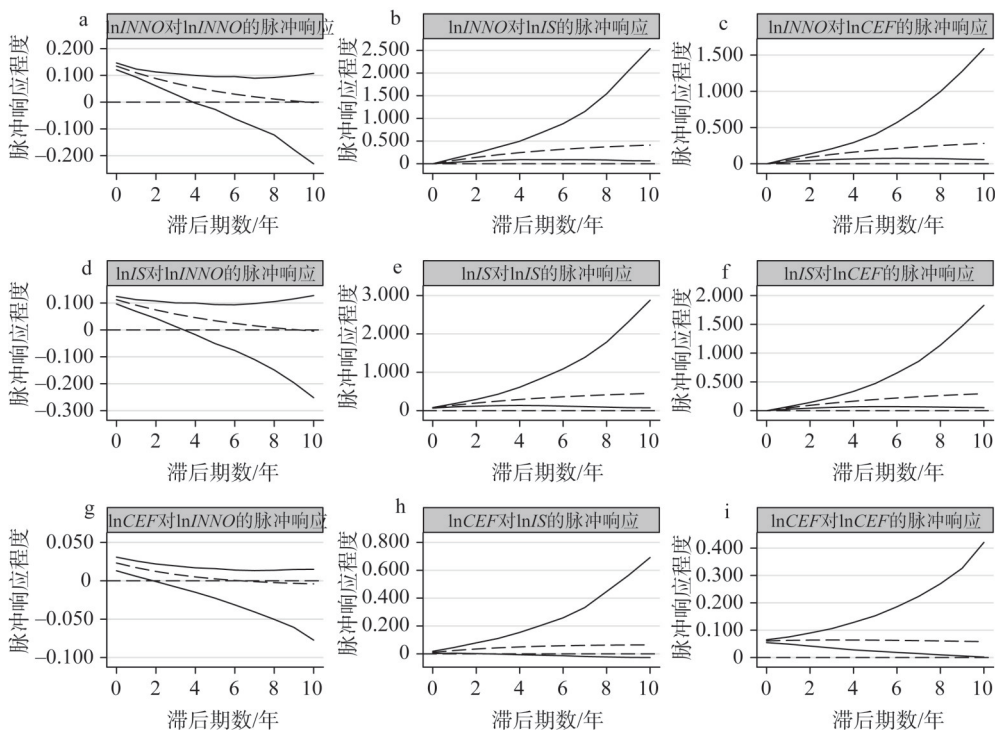 a
lnINNO对lnINNO的脉冲响应
脉冲响应程度
0.200
0.100
0
−0.100
−0.200
0 2 4 6 8 10
滞后期数/年
b
lnINNO对lnIS的脉冲响应
脉冲响应程度
2.500
2.000
1.500
1.000
0.500
0
0 2 4 6 8 10
滞后期数/年
c
lnINNO对lnCEF的脉冲响应
脉冲响应程度
1.500
1.000
0.500
0
0 2 4 6 8 10
滞后期数/年
d
lnIS对lnINNO的脉冲响应
脉冲响应程度
0.100
0
−0.100
−0.200
−0.300
0 2 4 6 8 10
滞后期数/年
e
lnIS对lnIS的脉冲响应
脉冲响应程度
3.000
2.000
1.000
0
0 2 4 6 8 10
滞后期数/年
f
lnIS对lnCEF的脉冲响应
脉冲响应程度
2.000
1.500
1.000
0.500
0
0 2 4 6 8 10
滞后期数/年
g
lnCEF对lnINNO的脉冲响应
脉冲响应程度
0.050
0
−0.050
−0.100
0 2 4 6 8 10
滞后期数/年
h
lnCEF对lnIS的脉冲响应
脉冲响应程度
0.800
0.600
0.400
0.200
0
0 2 4 6 8 10
滞后期数/年
i
lnCEF对lnCEF的脉冲响应
脉冲响应程度
0.400
0.300
0.200
0.100
0
0 2 4 6 8 10
滞后期数/年